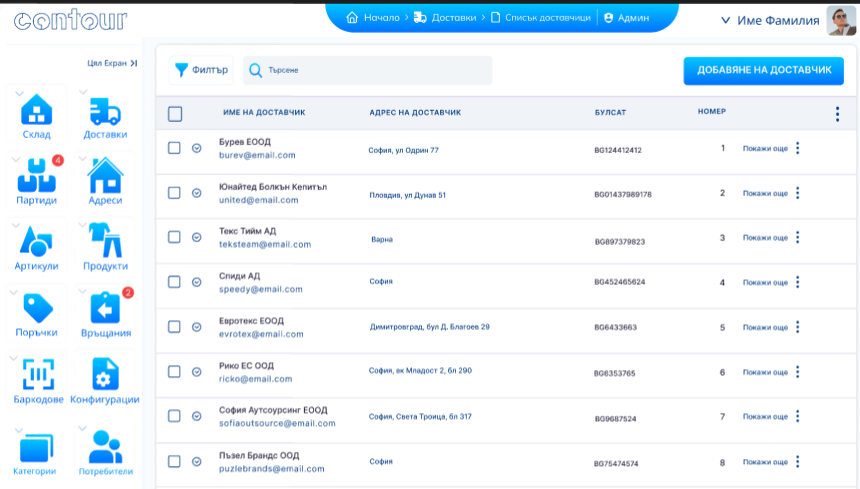 contour
Начало
Доставки
Списък доставчици
Админ
Име Фамилия
Цял Екран
Склад
Доставки
4
Партиди
Адреси
Артикули
Продукти
2
Поръчки
Връщания
Баркодове
Конфигурации
Категории
Потребители
Филтър
Търсене
ДОБАВЯНЕ НА ДОСТАВЧИК
ИМЕ НА ДОСТАВЧИК АДРЕС НА ДОСТАВЧИК БУЛСАТ НОМЕР
Бурев ЕООД
burev@email.com
София, ул Одрин 77 BG124412412 1 Покажи още
Юнайтед Болкън Кепитъл
united@email.com
Пловдив, ул Дунав 51 BG01437989178 2 Покажи още
Текс Тийм АД
teksteam@email.com
Варна BG897379823 3 Покажи още
Спиди АД
speedy@email.com
София BG452465624 4 Покажи още
Евротекс ЕООД
evrotex@email.com
Димитровград, бул Д. Благоев 29 BG6433663 5 Покажи още
Рико ЕС ООД
ricko@email.com
София, вк Младост 2, бл 290 BG6353765 6 Покажи още
София Аутсоурсинг ЕООД
sofiaoutsource@email.com
София, Света Троица, бл 317 BG9687524 7 Покажи още
Пъзел Брандс ООД
puzlebrands@email.com
София BG75474574 8 Покажи още